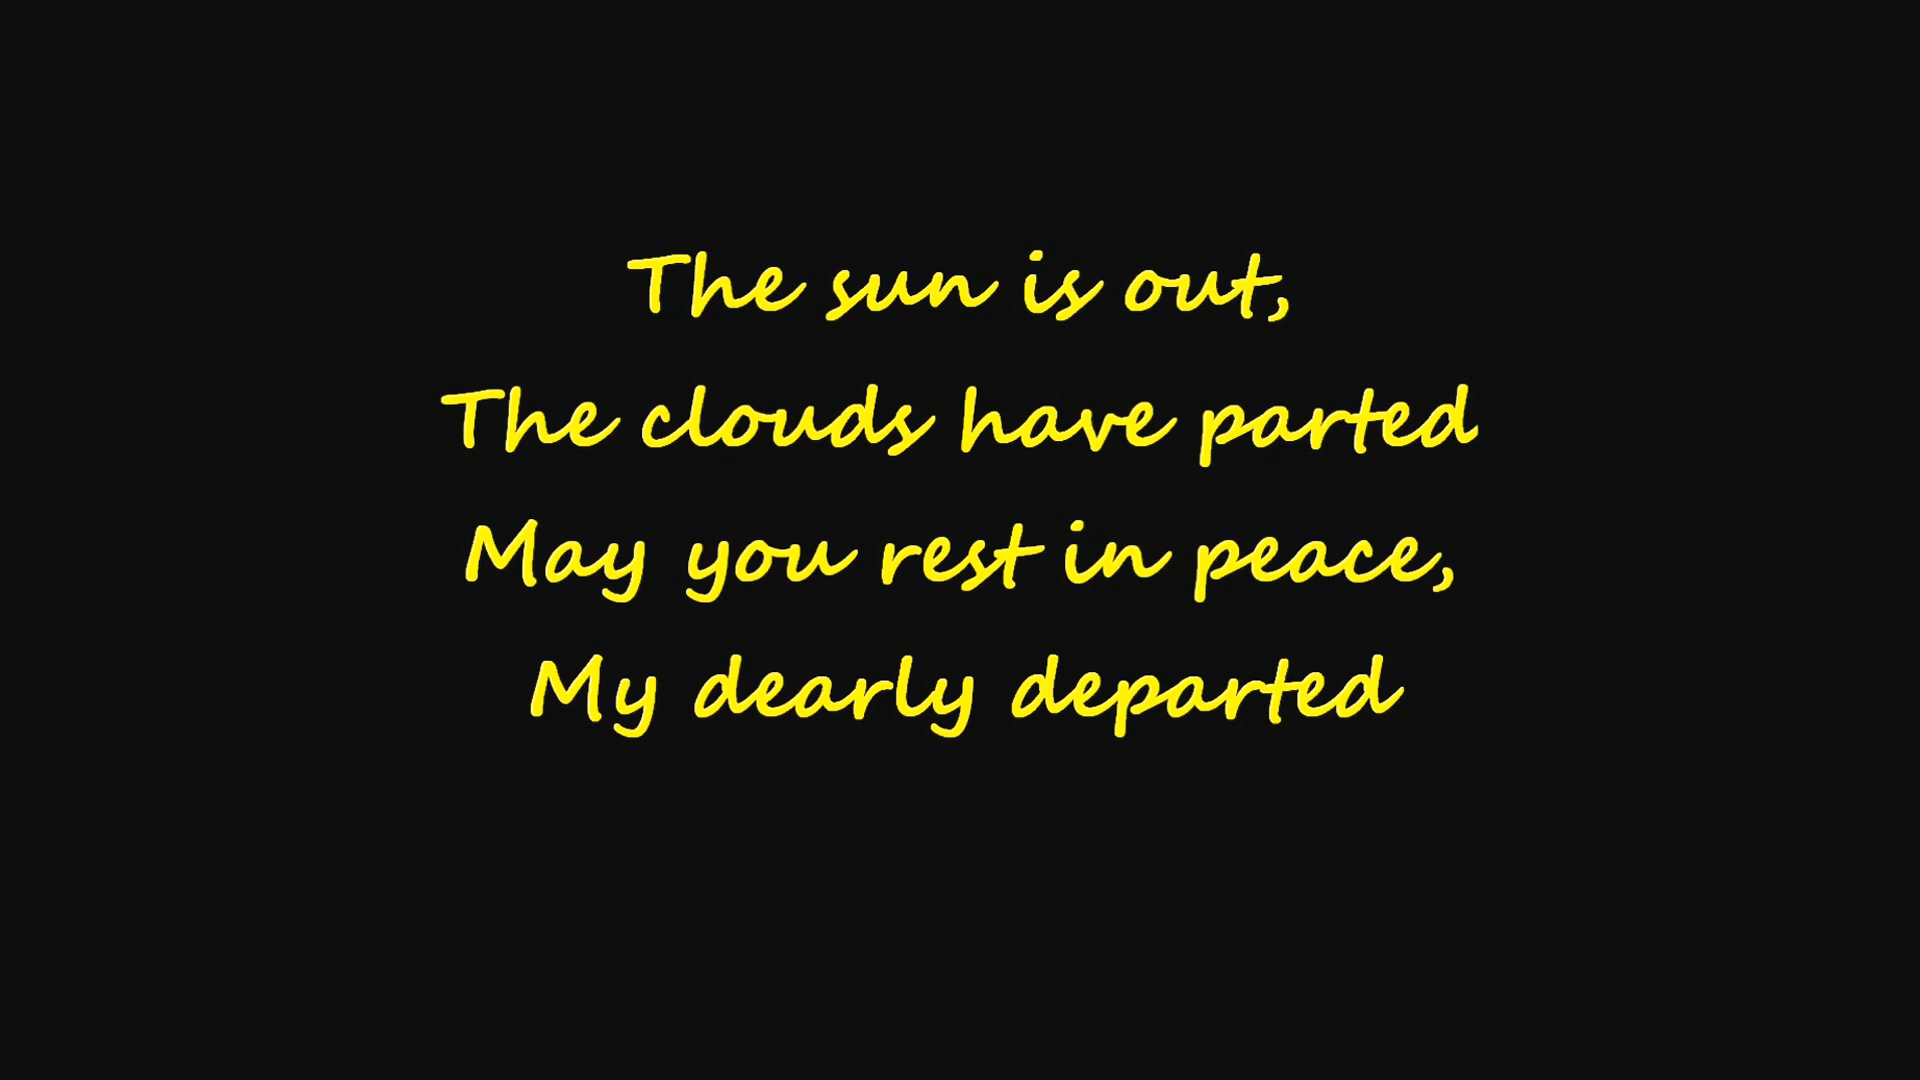 The sun is out,
The clouds have parted
May you rest in peace,
My dearly departed